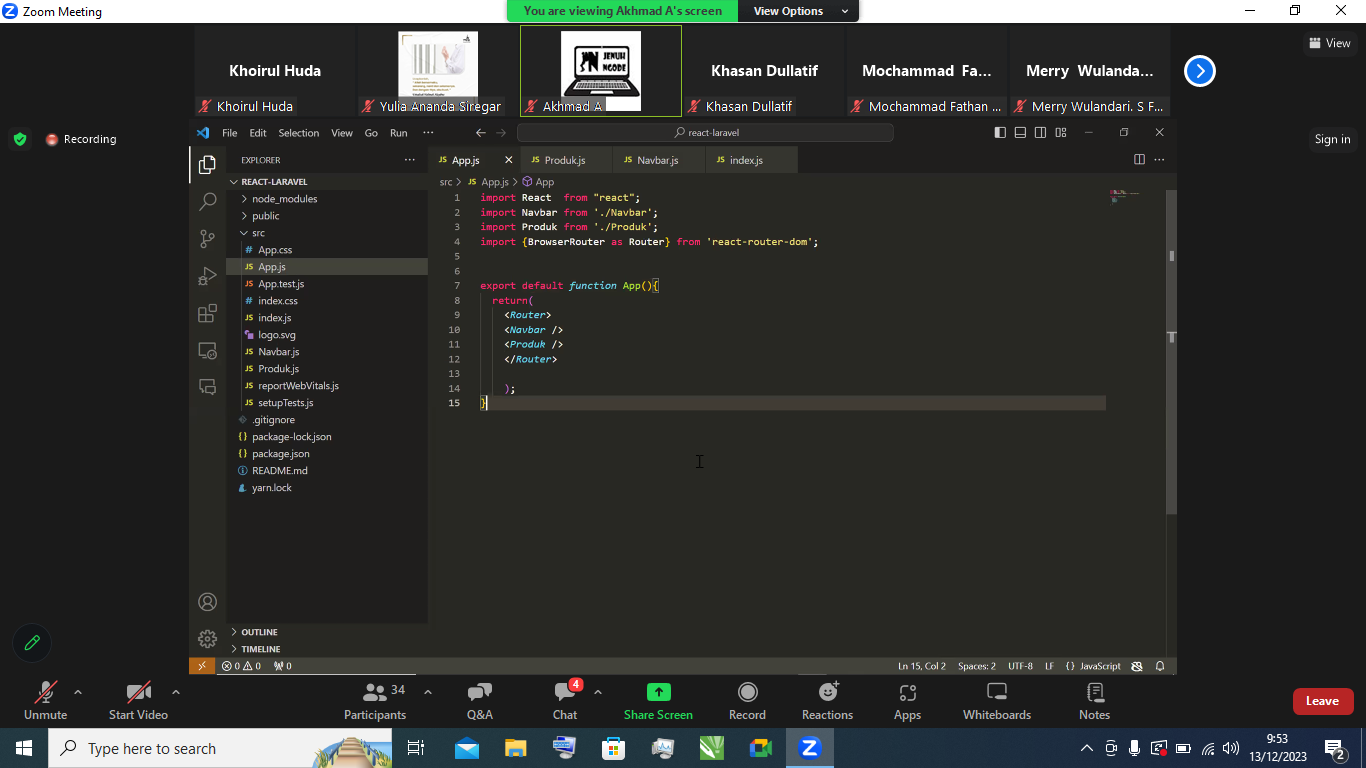 Zoom Meeting
You are viewing Akhmad A's screen
View Options
Khoirul Huda
Khoirul Huda
Yulia Ananda Siregar
JENUH
NGODE
Akhmad A
Khasan Dullatif
Khasan Dullatif
Mochammad Fa...
Mochammad Fathan ...
Merry Wulanda...
Merry Wulandari. S F...
View
Recording
Sign in
File Edit Selection View Go Run ···
react-laravel
EXPLORER
App.js
Produk.js
Navbar.js
index.js
REACT-LARAVEL
node_modules
public
src
App.css
App.js
App.test.js
index.css
index.js
logo.svg
Navbar.js
Produk.js
reportWebVitals.js
setupTests.js
.gitignore
package-lock.json
package.json
README.md
yarn.lock
OUTLINE
TIMELINE
src > JS App.js > App
1 import React from "react";
2 import Navbar from './Navbar';
3 import Produk from './Produk';
4 import {BrowserRouter as Router} from 'react-router-dom';
5
6
7 export default function App(){
8 return(
9 <Router>
10 <Navbar />
11 <Produk />
12 </Router>
13
14 );
15 }
0 0 0
Ln 15, Col 2 Spaces: 2 UTF-8 LF {} JavaScript
Unmute
Start Video
Participants 34
Q&A
Chat 4
Share Screen
Record
Reactions
Apps
Whiteboards
Notes
Leave
Type here to search
9:53
13/12/2023
2